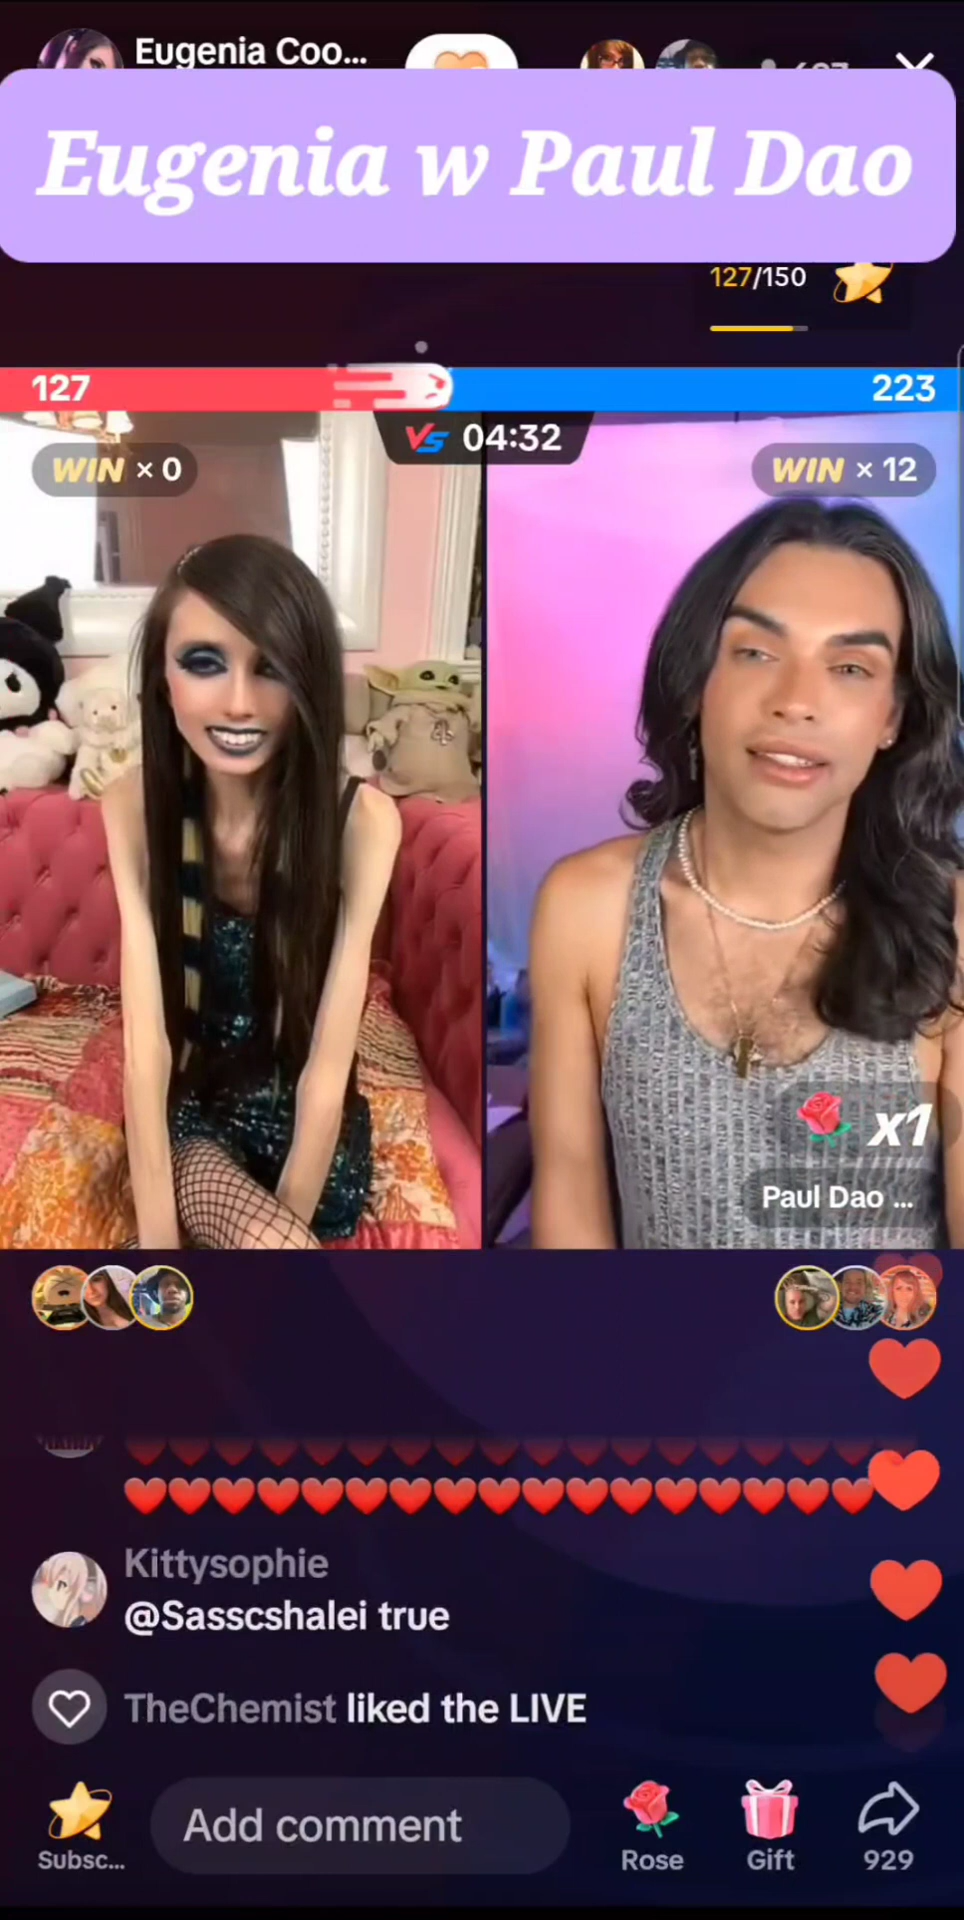 Eugenia Coo...
Eugenia w Paul Dao
127/150
127
223
VS 04:32
WIN × 0
WIN × 12
x1
Paul Dao ...
Kittysophie
@Sasscshalei true
TheChemist liked the LIVE
Subsc...
Add comment
Rose
Gift
929